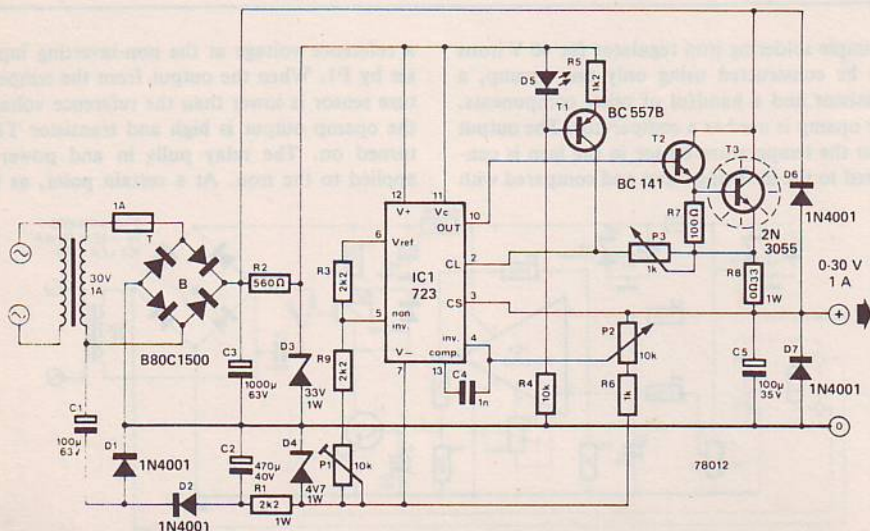 1A
T
30V
1A
B
B80C1500
C1
100µ
63V
D1
1N4001
D2
1N4001
R2
560Ω
C3
1000µ
63V
D3
33V
1W
C2
470µ
40V
D4
4V7
1W
R1
2k2
1W
R3
2k2
R9
2k2
P1
10k
12
11
V+
Vc
OUT
10
6
Vref
CL
2
IC1
723
CS
3
5
non
inv.
inv.
4
V−
comp.
7
13
C4
1n
R4
10k
D5
R5
1k2
T1
BC 557B
BC 141
T3
2N
3055
R7
100Ω
P3
1k
R8
0Ω33
1W
D6
1N4001
0-30 V
1 A
+
P2
10k
R6
1k
C5
100µ
35V
D7
1N4001
0
78012